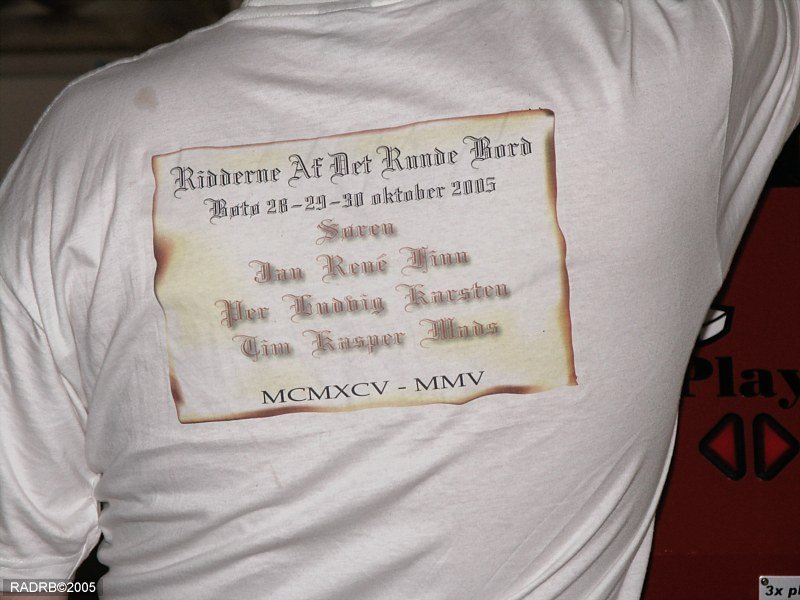 Ridderne Af Det Runde Bord
Bøtø 28-29-30 oktober 2005
Søren
Jan René Finn
Per Ludvig Karsten
Tim Kasper Mads
MCMXCV - MMV
Play
3x pl
RADRB©2005